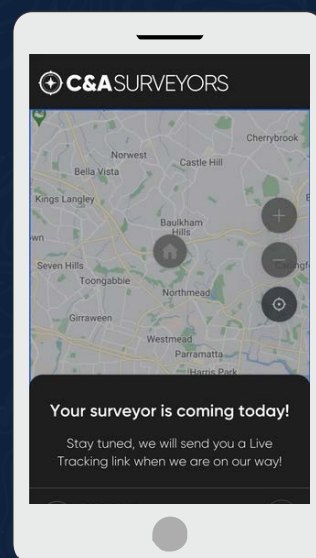 C&A SURVEYORS
Cherrybrook
Norwest
Castle Hill
Bella Vista
Kings Langley
Baulkham
Hills
Seven Hills
Toongabbie
Northmead
Girraween
Westmead
Parramatta
Harris Park
Your surveyor is coming today!
Stay tuned, we will send you a Live
Tracking link when we are on our way!